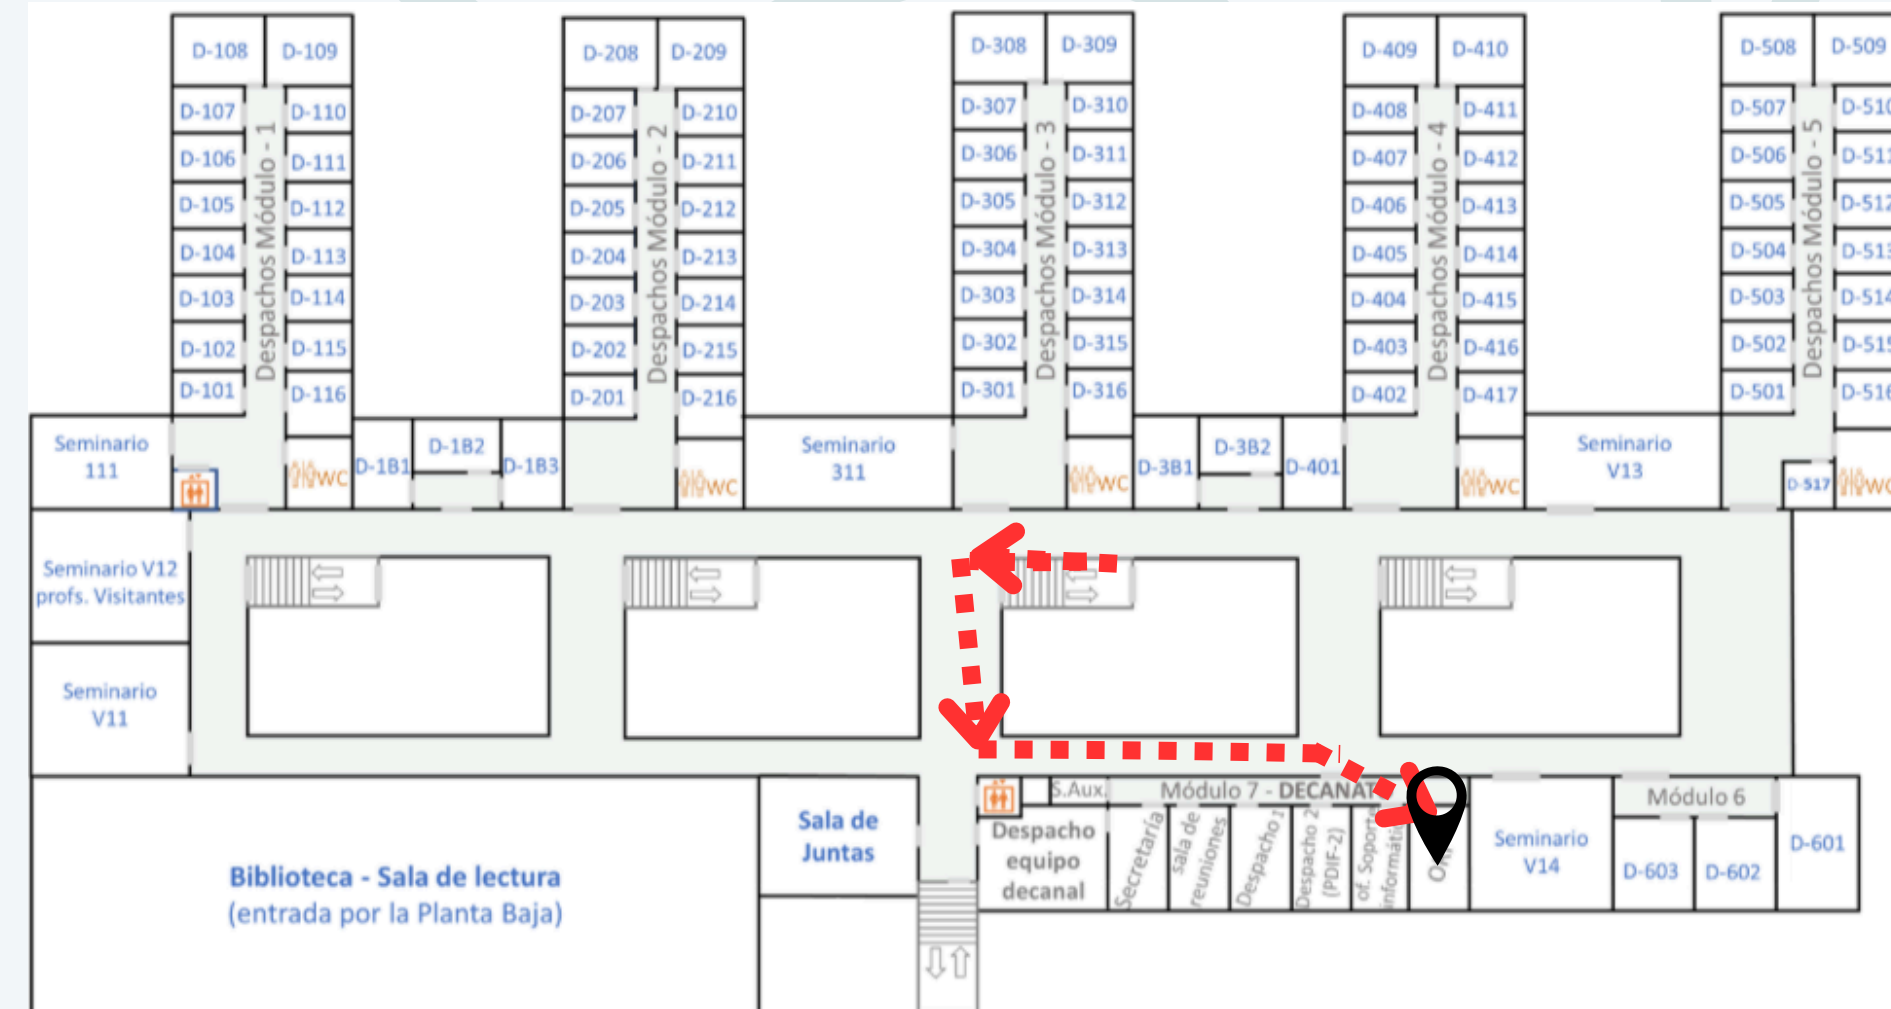 D-108
D-109
D-208
D-209
D-308
D-309
D-409
D-410
D-508
D-509
D-107
D-110
D-207
D-210
D-307
D-310
D-408
D-411
D-507
D-106
D-111
D-206
D-211
D-306
D-311
D-407
D-412
D-506
D-105
D-112
D-205
D-212
D-305
D-312
D-406
D-413
D-505
D-104
D-113
D-204
D-213
D-304
D-313
D-405
D-414
D-504
D-103
D-114
D-203
D-214
D-303
D-314
D-404
D-415
D-503
D-102
D-115
D-202
D-215
D-302
D-315
D-403
D-416
D-502
D-101
D-116
D-201
D-216
D-301
D-316
D-402
D-417
D-501
Despachos Módulo - 1
Despachos Módulo - 2
Despachos Módulo - 3
Despachos Módulo - 4
Despachos Módulo - 5
Seminario
111
WC
D-1B1
D-1B2
D-1B3
WC
Seminario
311
WC
D-3B1
D-3B2
D-401
WC
Seminario
V13
D-517
Seminario V12
profs. Visitantes
Seminario
V11
S.Aux.
Módulo 7 - DECANAT
Módulo 6
Sala de
Juntas
Despacho
equipo
decanal
Secretaría
sala de
reuniones
Despacho 1
Despacho 2
(PDIF-2)
of. Soporte
Seminario
V14
D-603
D-602
D-601
Biblioteca - Sala de lectura
(entrada por la Planta Baja)